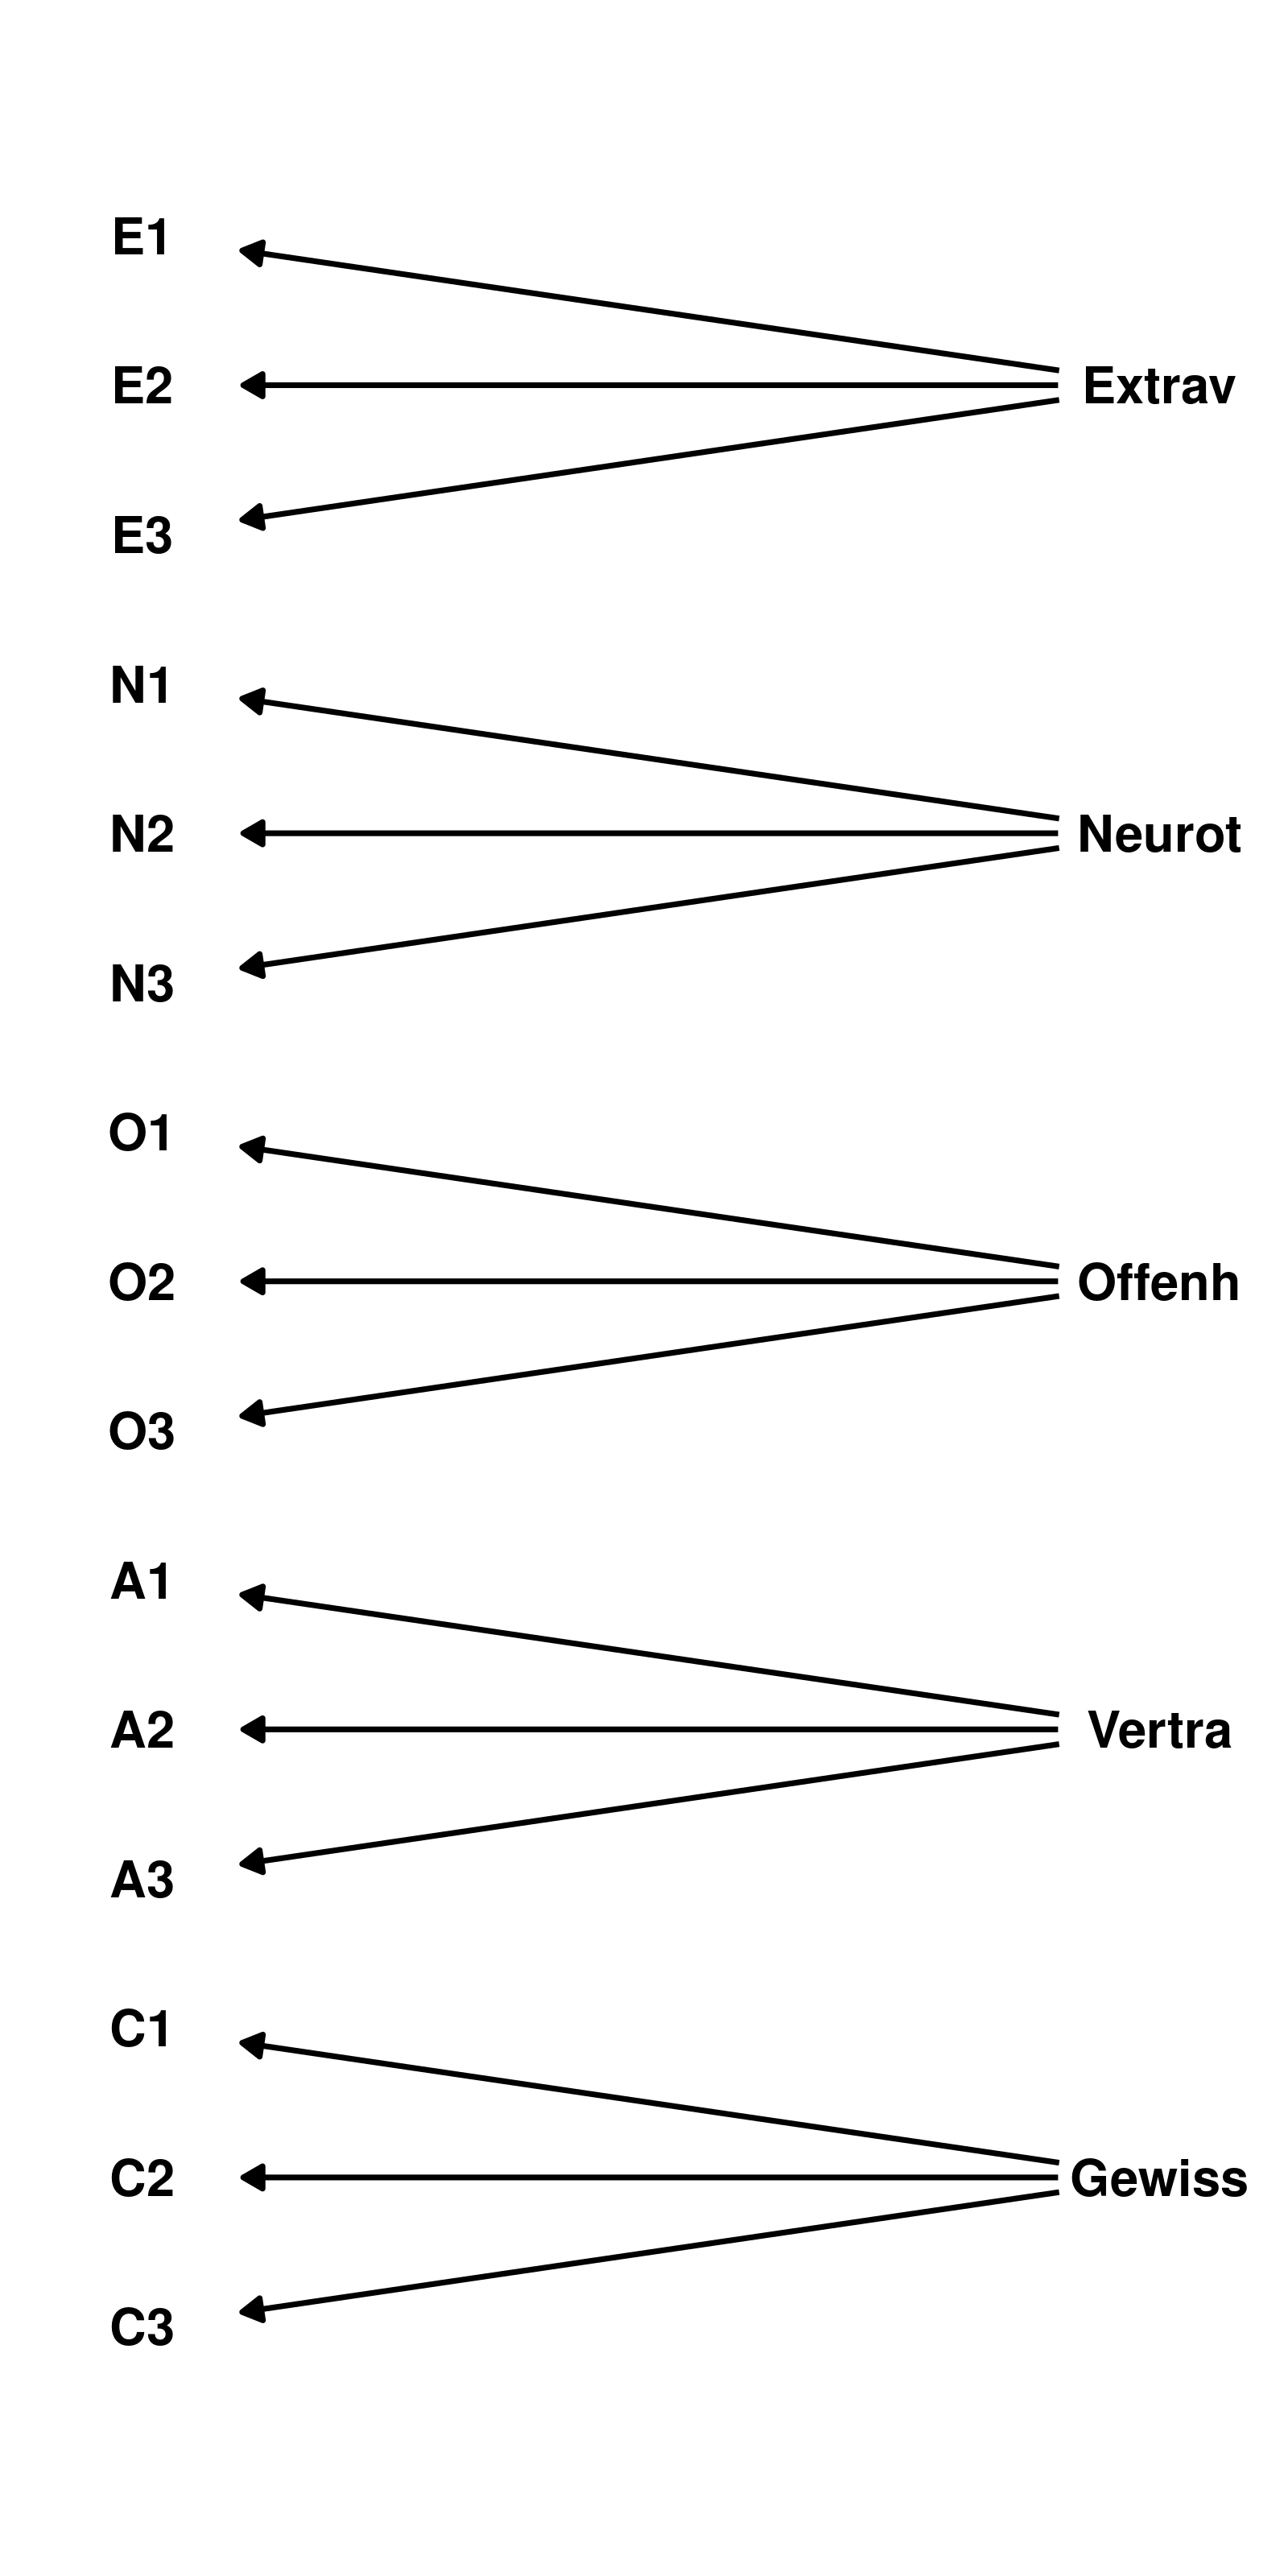 E1
E2
Extrav
E3
N1
N2
Neurot
N3
O1
O2
Offenh
O3
A1
A2
Vertra
A3
C1
C2
Gewiss
C3